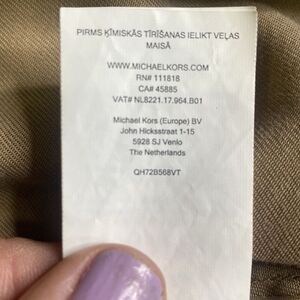 PIRMS ĶĪMISKĀS TĪRĪŠANAS IELIKT VEĻAS
MAISĀ
WWW.MICHAELKORS.COM
RN# 111818
CA# 45885
VAT# NL8221.17.964.B01
Michael Kors (Europe) BV
John Hicksstraat 1-15
5928 SJ Venlo
The Netherlands
QH72B568VT